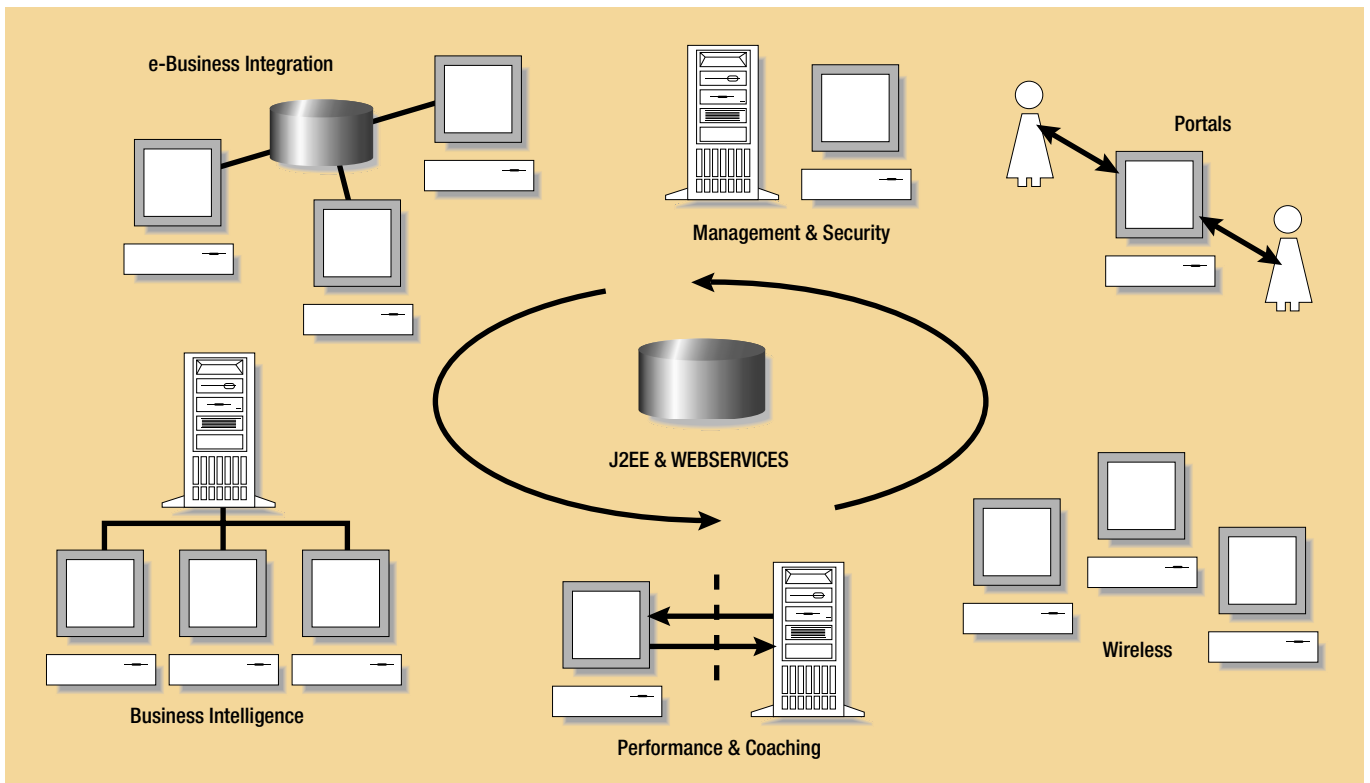 e-Business Integration
Management & Security
Portals
J2EE & WEBSERVICES
Business Intelligence
Performance & Coaching
Wireless